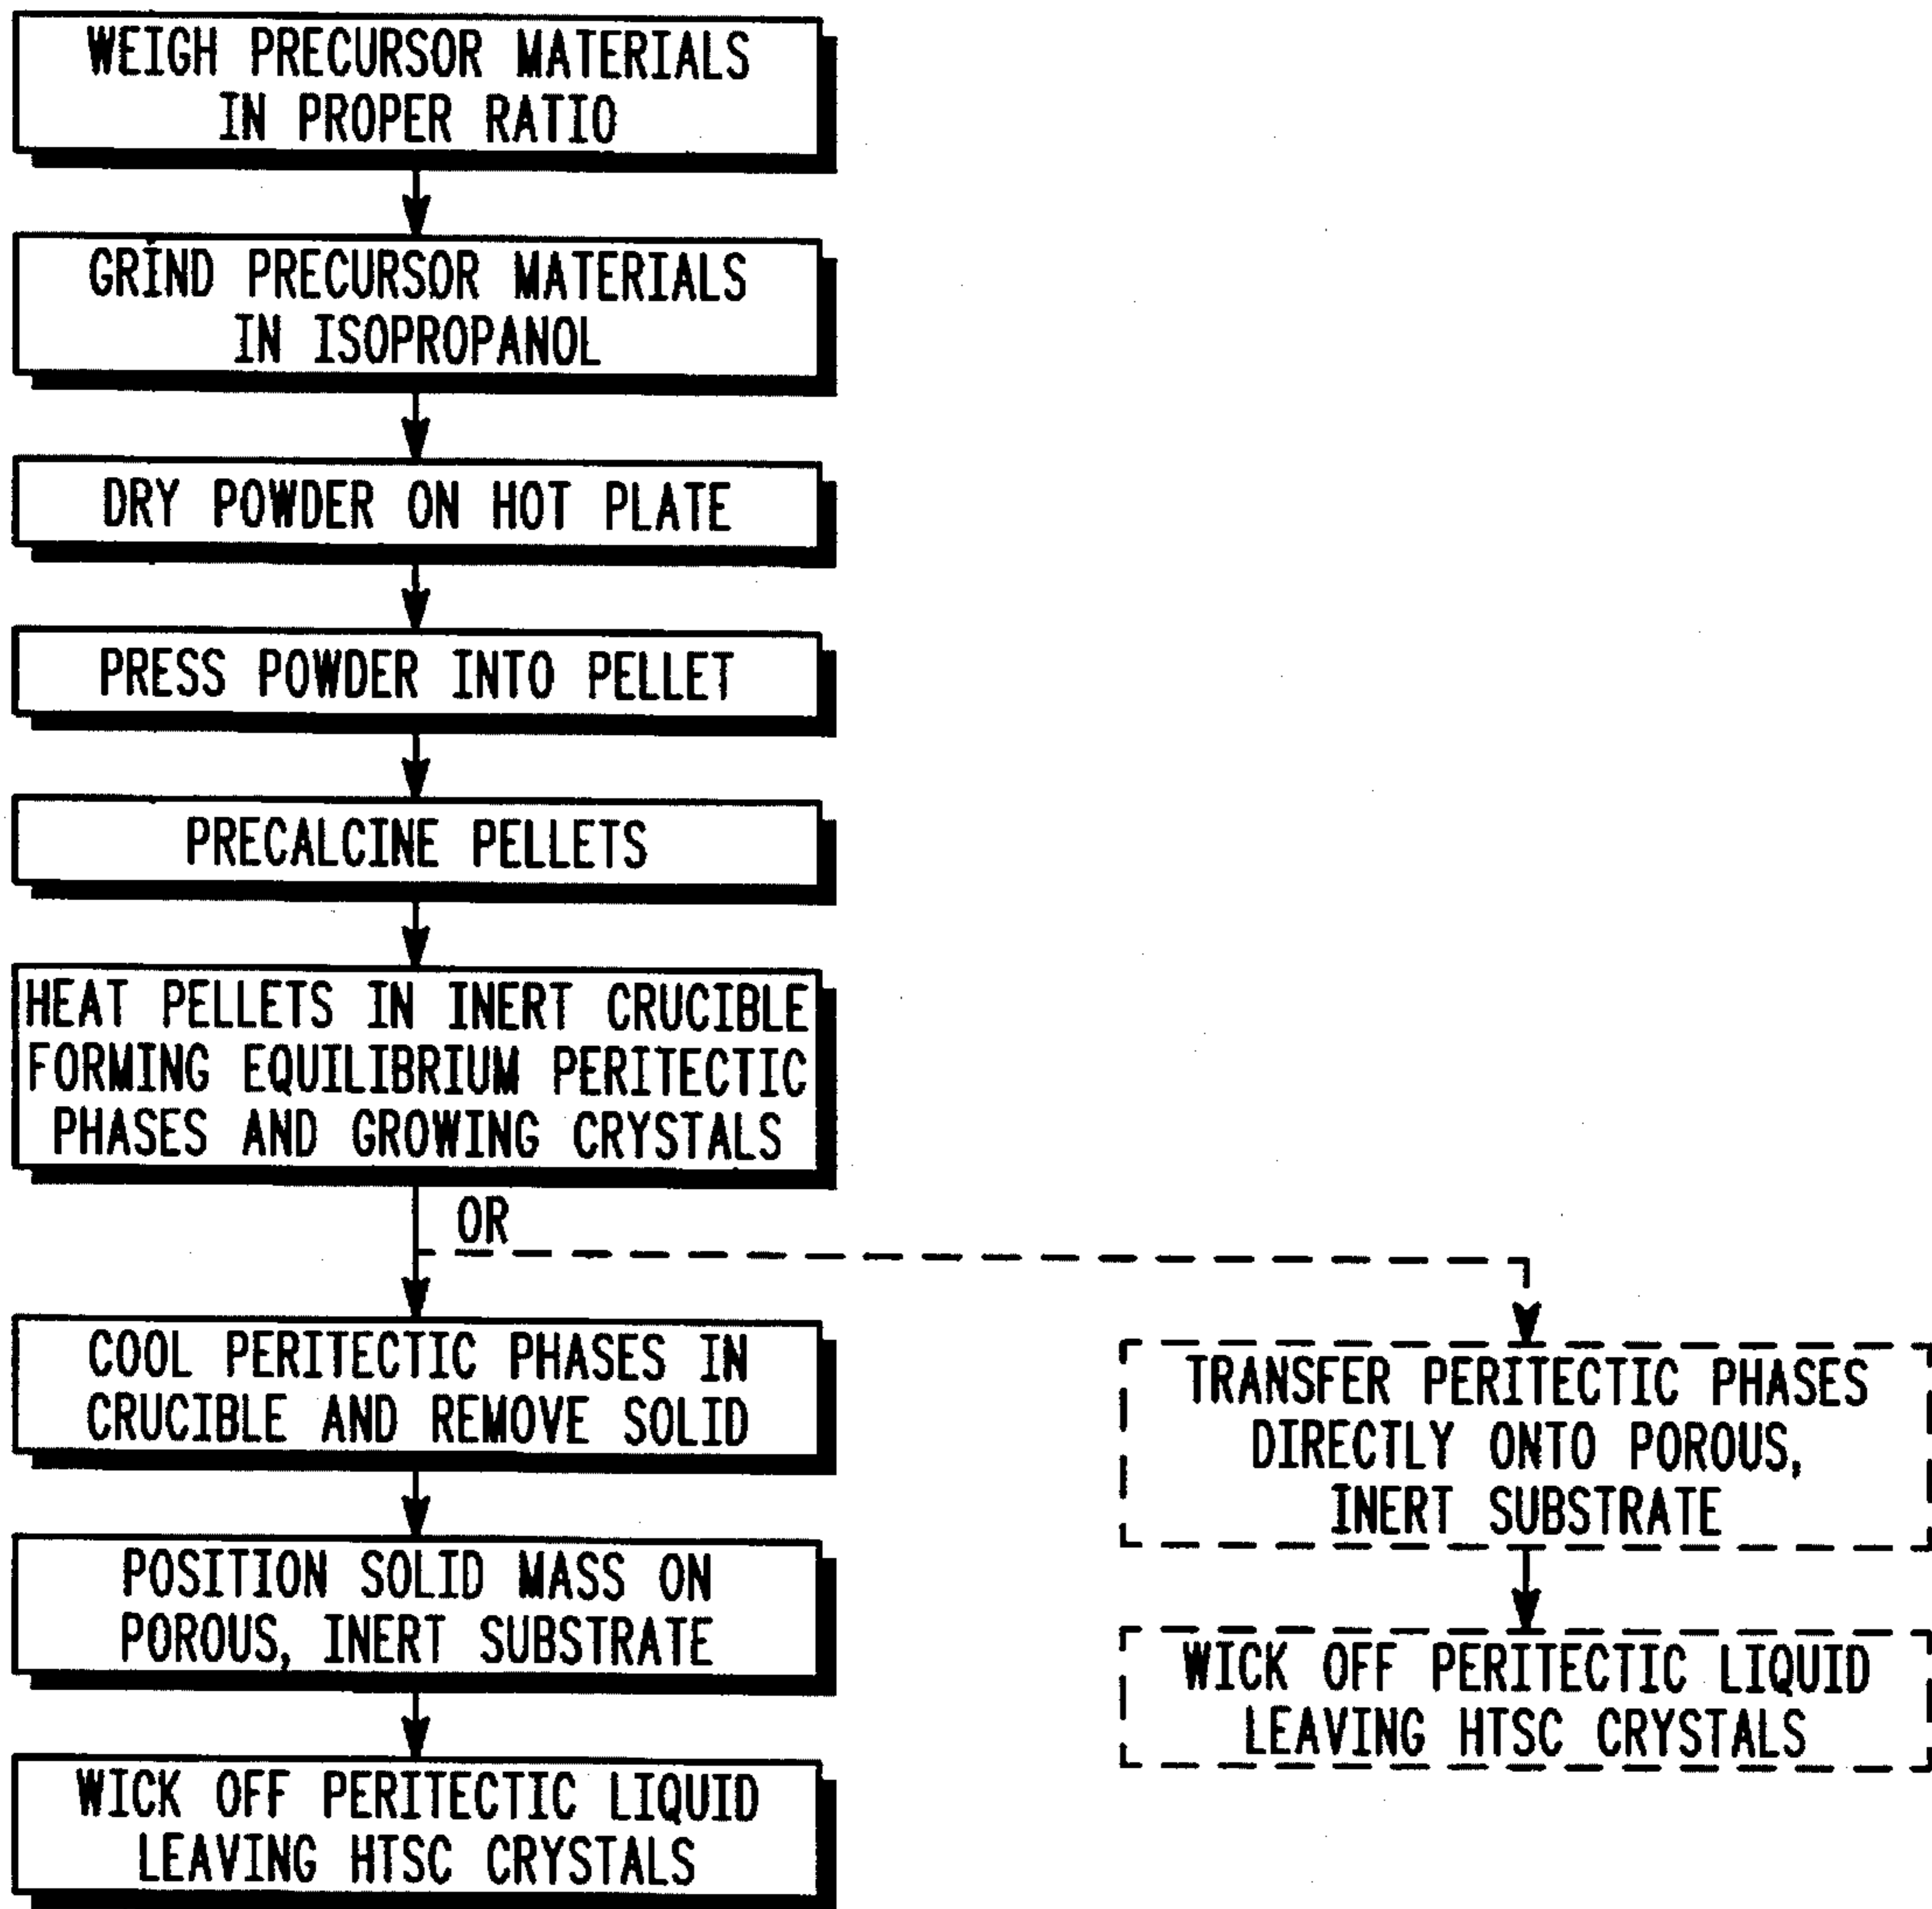 WEIGH PRECURSOR MATERIALS
IN PROPER RATIO
GRIND PRECURSOR MATERIALS
IN ISOPROPANOL
DRY POWDER ON HOT PLATE
PRESS POWDER INTO PELLET
PRECALCINE PELLETS
HEAT PELLETS IN INERT CRUCIBLE
FORMING EQUILIBRIUM PERITECTIC
PHASES AND GROWING CRYSTALS
OR
COOL PERITECTIC PHASES IN
CRUCIBLE AND REMOVE SOLID
POSITION SOLID MASS ON
POROUS, INERT SUBSTRATE
WICK OFF PERITECTIC LIQUID
LEAVING HTSC CRYSTALS
TRANSFER PERITECTIC PHASES
DIRECTLY ONTO POROUS,
INERT SUBSTRATE
WICK OFF PERITECTIC LIQUID
LEAVING HTSC CRYSTALS